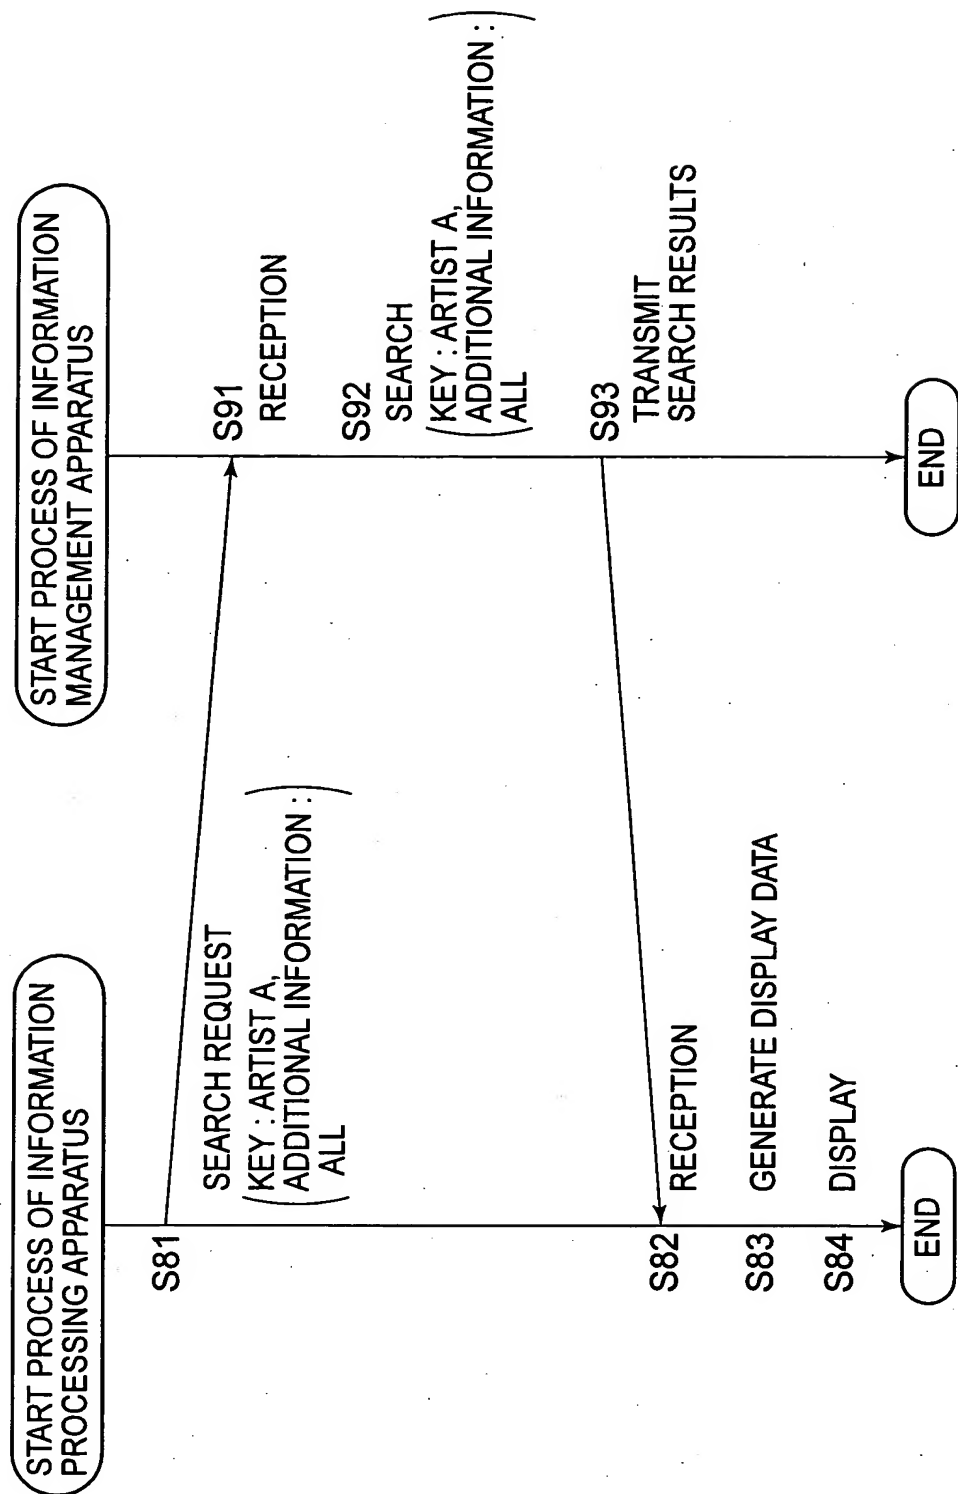 START PROCESS OF INFORMATION
PROCESSING APPARATUS
S81
SEARCH REQUEST
(KEY : ARTIST A,
ADDITIONAL INFORMATION :
ALL)
S82
RECEPTION
S83
GENERATE DISPLAY DATA
S84
DISPLAY
END
START PROCESS OF INFORMATION
MANAGEMENT APPARATUS
S91
RECEPTION
S92
SEARCH
(KEY : ARTIST A,
ADDITIONAL INFORMATION :
ALL)
S93
TRANSMIT
SEARCH RESULTS
END